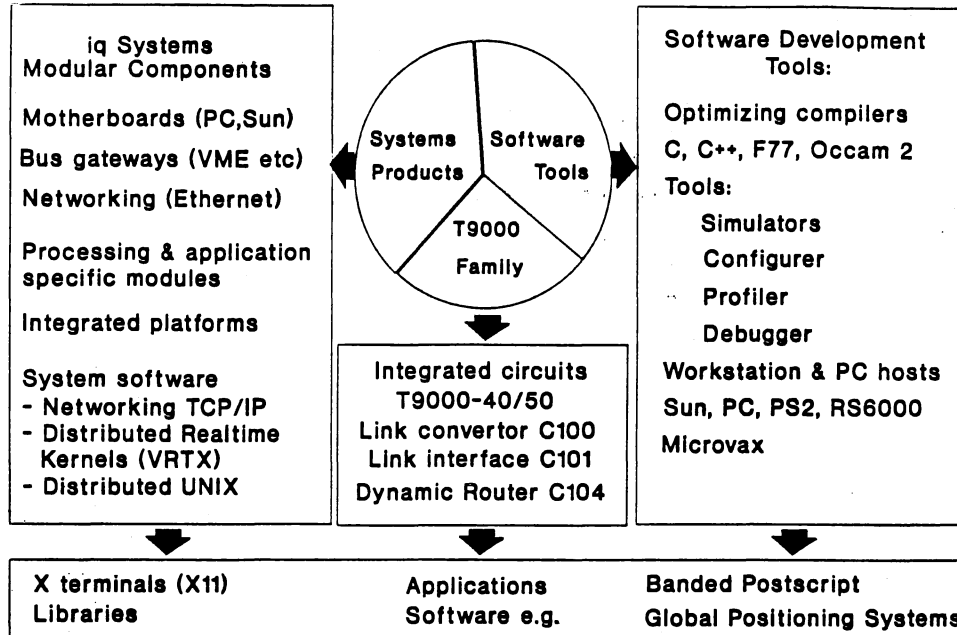 iq Systems
Modular Components
Motherboards (PC,Sun)
Bus gateways (VME etc)
Networking (Ethernet)
Processing & application
specific modules
Integrated platforms
System software
- Networking TCP/IP
- Distributed Realtime
Kernels (VRTX)
- Distributed UNIX
Systems
Products
Software
Tools
T9000
Family
Integrated circuits
T9000-40/50
Link convertor C100
Link interface C101
Dynamic Router C104
Software Development
Tools:
Optimizing compilers
C, C++, F77, Occam 2
Tools:
Simulators
Configurer
Profiler
Debugger
Workstation & PC hosts
Sun, PC, PS2, RS6000
Microvax
X terminals (X11)
Libraries
Applications
Software e.g.
Banded Postscript
Global Positioning Systems